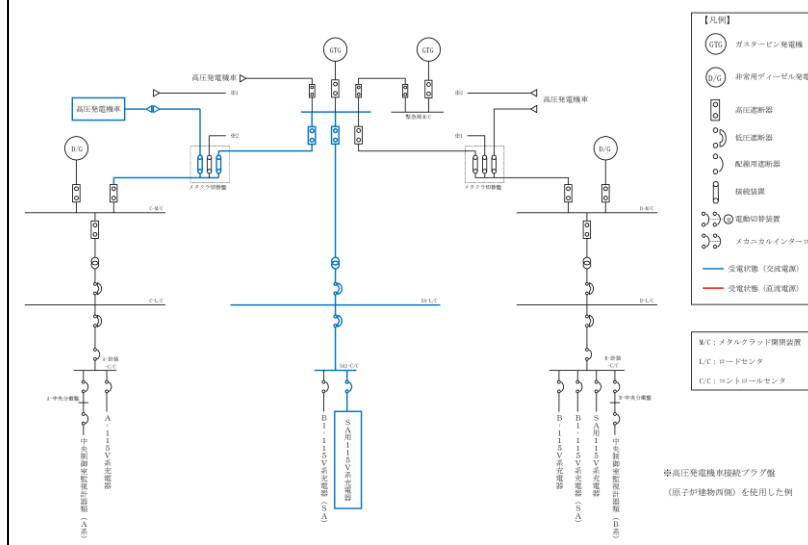 GTG
GTG
高圧発電機車
※3
※2
高圧発電機車
高圧発電機車
緊急用M/C
※2
※1
D/G
D/G
メタクラ切替盤
メタクラ切替盤
C-M/C
D-M/C
C-L/C
SA-L/C
D-L/C
A-計装
-C/C
SA2-C/C
B-計装
-C/C
A-中央分電盤
B-中央分電盤
中央制御室監視計器類(A系)
A-115V系充電器
B1-115V系充電器(SA)
SA用115V系充電器
B-115V系充電器
B1-115V系充電器(SA)
SA用115V系充電器
中央制御室監視計器類(B系)
【凡例】
GTG ガスタービン発電機
D/G 非常用ディーゼル発電
高圧遮断器
低圧遮断器
配線用遮断器
接続装置
電動切替装置
メカニカルインターロ
受電状態(交流電源)
受電状態(直流電源)
M/C:メタルクラッド開閉装置
L/C:ロードセンタ
C/C:コントロールセンタ
※高圧発電機車接続プラグ盤
(原子炉建物西側)を使用した例